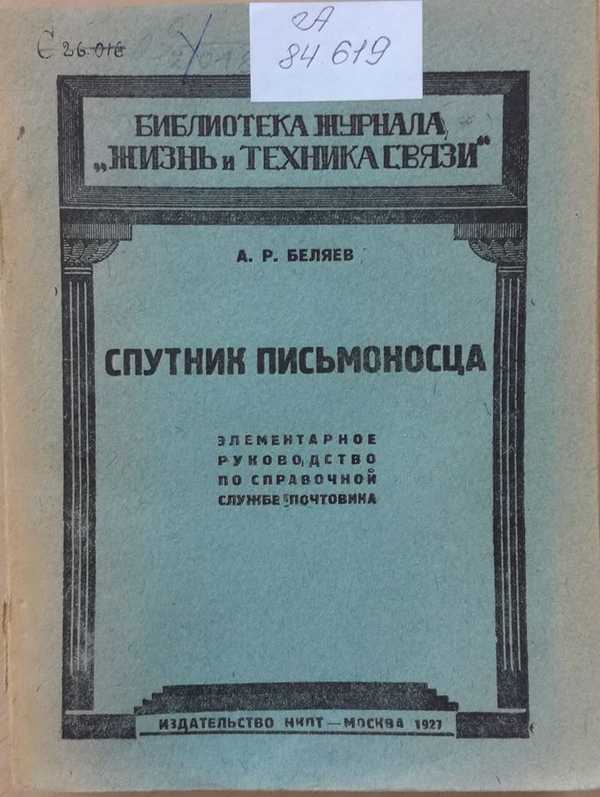 2А
84 619
Є 26.016
БИБЛИОТЕКА ЖУРНАЛА
„ЖИЗНЬ и ТЕХНИКА СВЯЗИ"
А. Р. БЕЛЯЕВ
СПУТНИК ПИСЬМОНОСЦА
ЭЛЕМЕНТАРНОЕ
РУКОВОДСТВО
ПО СПРАВОЧНОЙ
СЛУЖБЕ ПОЧТОВИКА
ИЗДАТЕЛЬСТВО НКПТ — МОСКВА 1927